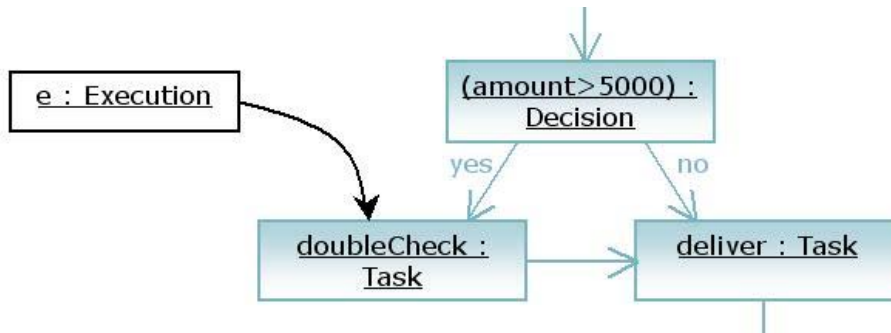 (amount>5000) :
Decision
e : Execution
yes
no
doubleCheck :
Task
deliver : Task